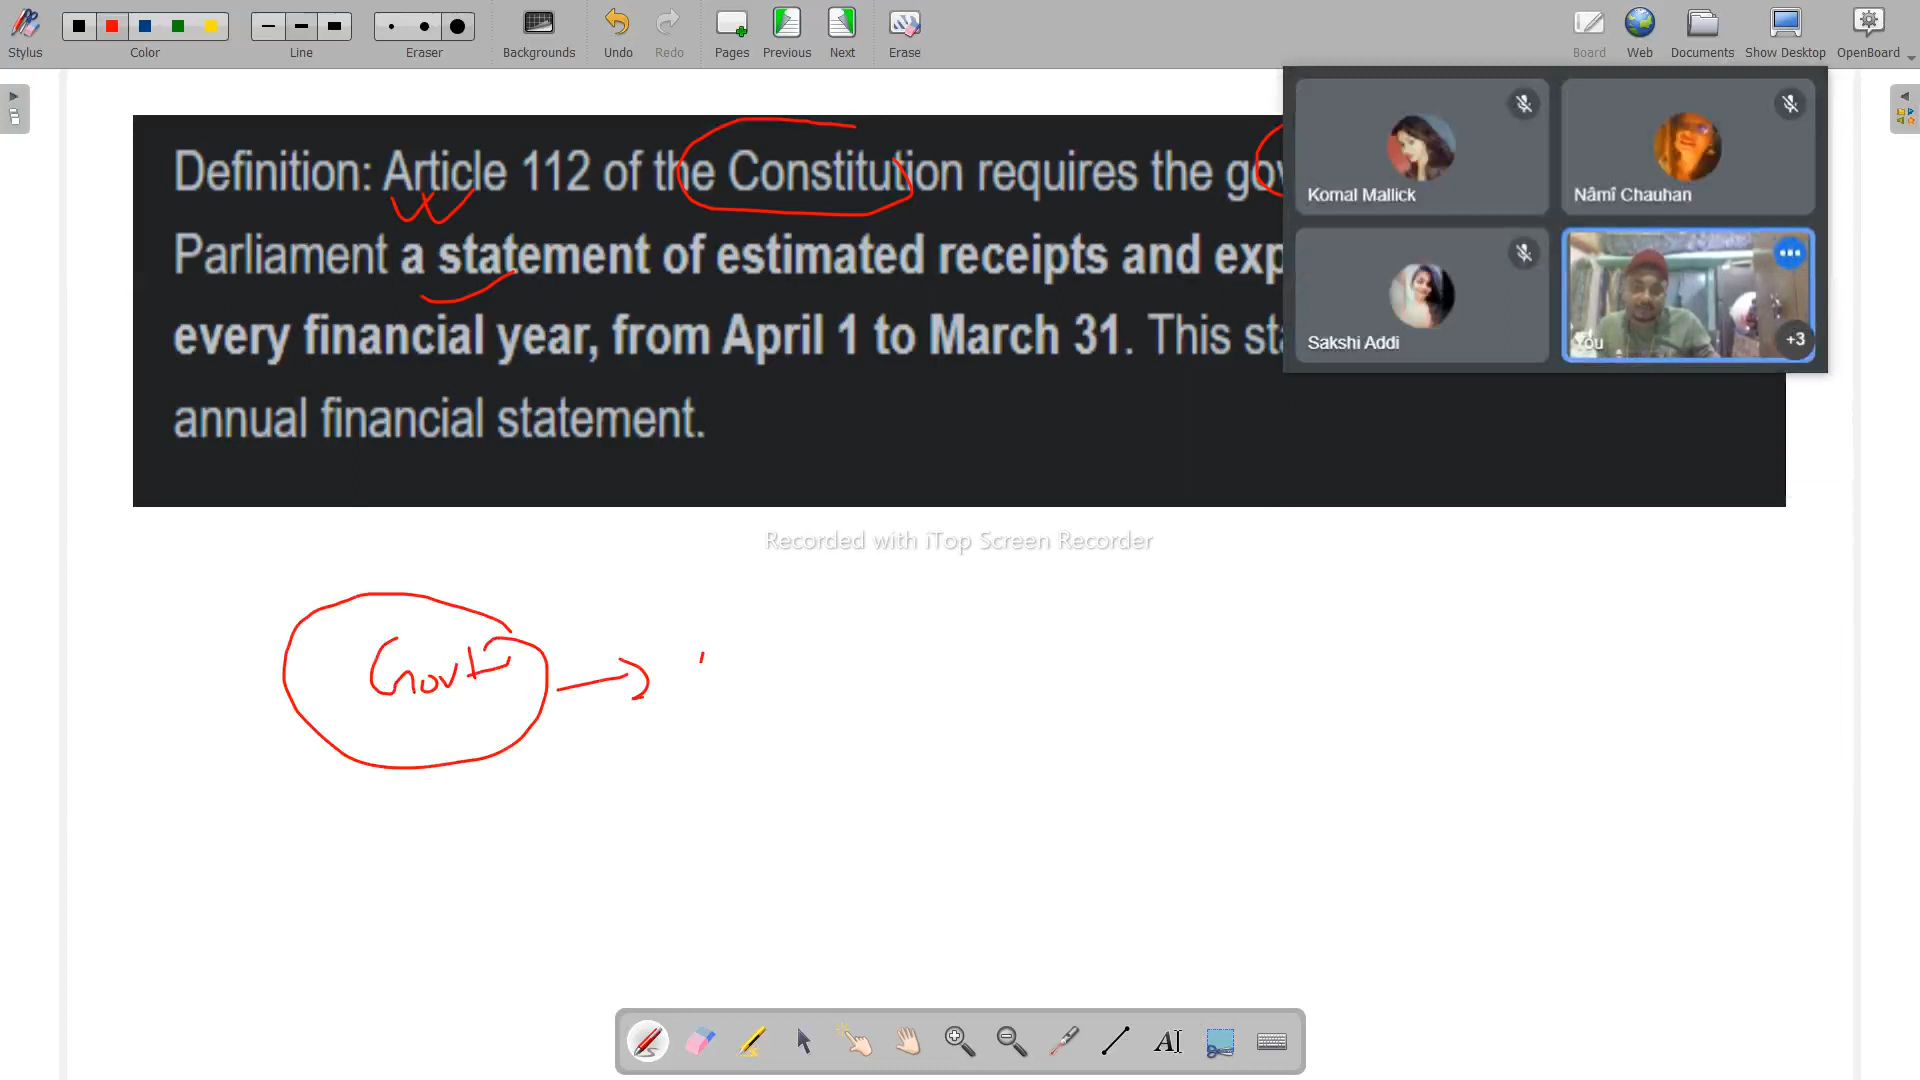 Stylus
Color
Line
Eraser
Backgrounds
Undo
Redo
Pages
Previous
Next
Erase
Board
Web
Documents
Show Desktop
OpenBoard
Definition: Article 112 of the Constitution requires the gov
Parliament a statement of estimated receipts and exp
every financial year, from April 1 to March 31. This sta
annual financial statement.
Komal Mallick
Nâmî Chauhan
Sakshi Addi
You
+3
Recorded with iTop Screen Recorder
Govt